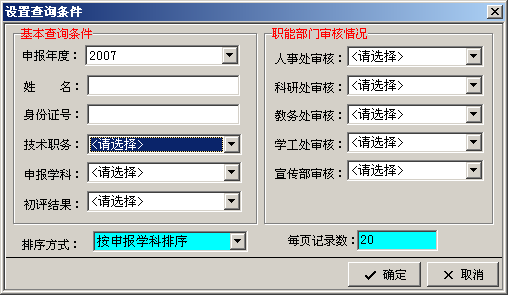 设置查询条件
基本查询条件
申报年度： 2007
姓 名：
身份证号：
技术职务： <请选择>
申报学科： <请选择>
初评结果： <请选择>
职能部门审核情况
人事处审核： <请选择>
科研处审核： <请选择>
教务处审核： <请选择>
学工处审核： <请选择>
宣传部审核： <请选择>
排序方式： 按申报学科排序
每页记录数： 20
确定
取消